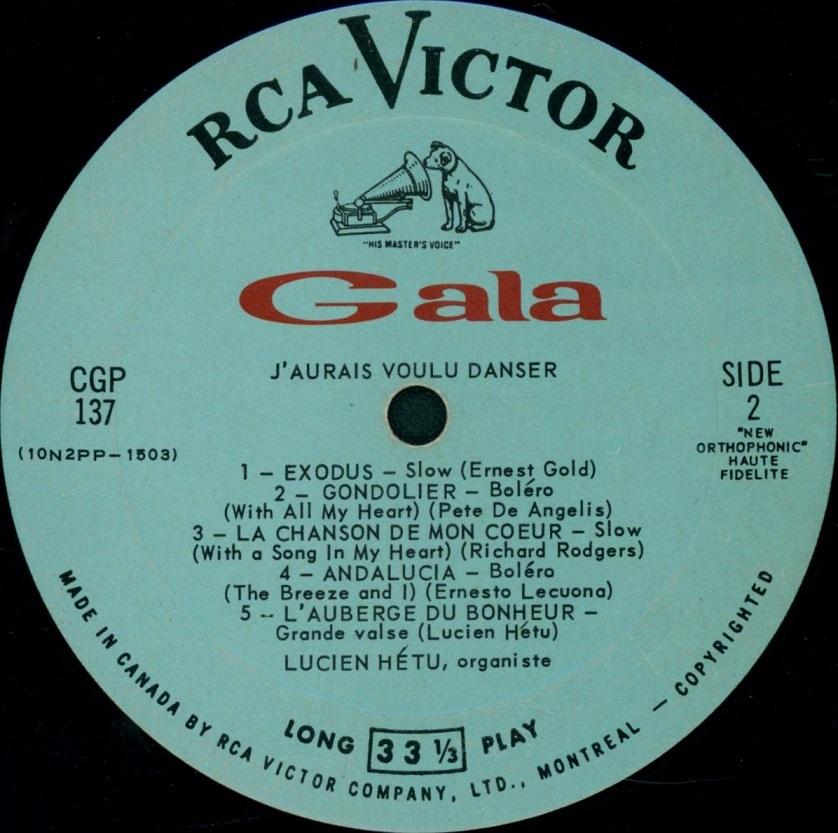 RCA VICTOR
"HIS MASTER'S VOICE"
Gala
J'AURAIS VOULU DANSER
CGP
137
(10N2PP–1503)
SIDE
2
"NEW
ORTHOPHONIC"
HAUTE
FIDELITE
1 – EXODUS – Slow (Ernest Gold)
2 – GONDOLIER – Boléro
(With All My Heart) (Pete De Angelis)
3 – LA CHANSON DE MON COEUR – Slow
(With a Song In My Heart) (Richard Rodgers)
4 – ANDALUCIA – Boléro
(The Breeze and I) (Ernesto Lecuona)
5 – L'AUBERGE DU BONHEUR –
Grande valse (Lucien Hétu)
LUCIEN HÉTU, organiste
LONG 33 ⅓ PLAY
MADE IN CANADA BY RCA VICTOR COMPANY, LTD., MONTREAL — COPYRIGHTED